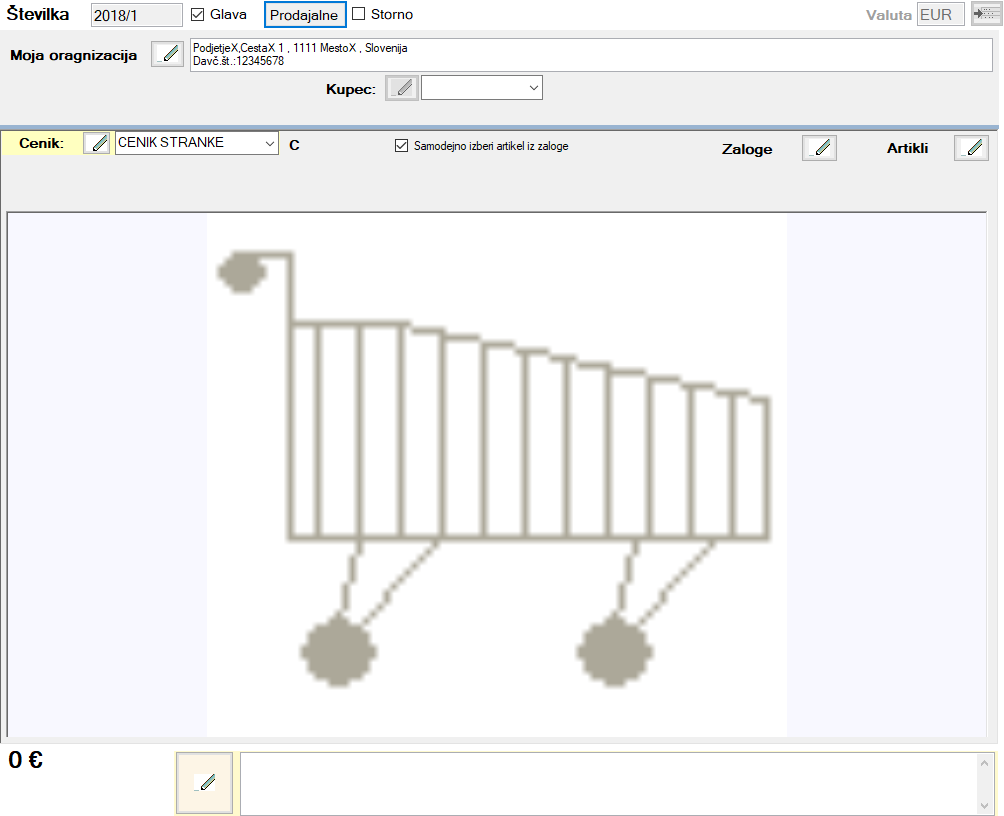 Številka 2018/1 Glava Prodajalne Storno Valuta EUR
Moja oragnizacija PodjetjeX,CestaX 1 , 1111 MestoX , Slovenija
Davč.št.:12345678
Kupec:
Cenik: CENIK STRANKE C Samodejno izberi artikel iz zaloge Zaloge Artikli
0 €